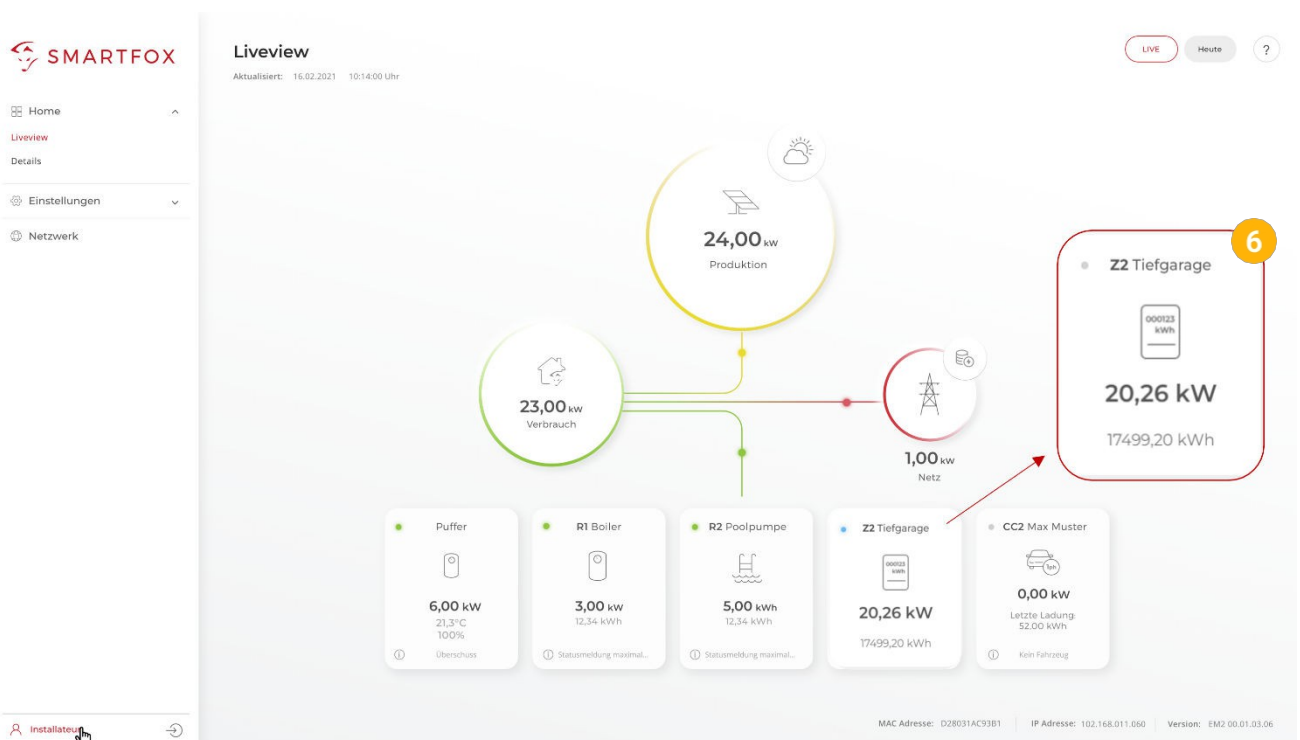 SMARTFOX
Home
Liveview
Details
Einstellungen
Netzwerk
Installateur
Liveview
Aktualisiert: 16.02.2021 10:14:00 Uhr
LIVE
Heute
?
24,00 kW
Produktion
23,00 kW
Verbrauch
1,00 kW
Netz
6
Z2 Tiefgarage
000123
kWh
20,26 kW
17499,20 kWh
Puffer
6,00 kW
21,3°C
100%
Überschuss
R1 Boiler
3,00 kW
12,34 kWh
Statusmeldung maximal...
R2 Poolpumpe
5,00 kWh
12,34 kWh
Statusmeldung maximal...
Z2 Tiefgarage
000123
kWh
20,26 kW
17499,20 kWh
CC2 Max Muster
1ph
0,00 kW
Letzte Ladung:
52.00 kWh
Kein Fahrzeug
MAC Adresse: D28031AC93B1 IP Adresse: 102.168.011.060 Version: EM2 00.01.03.06